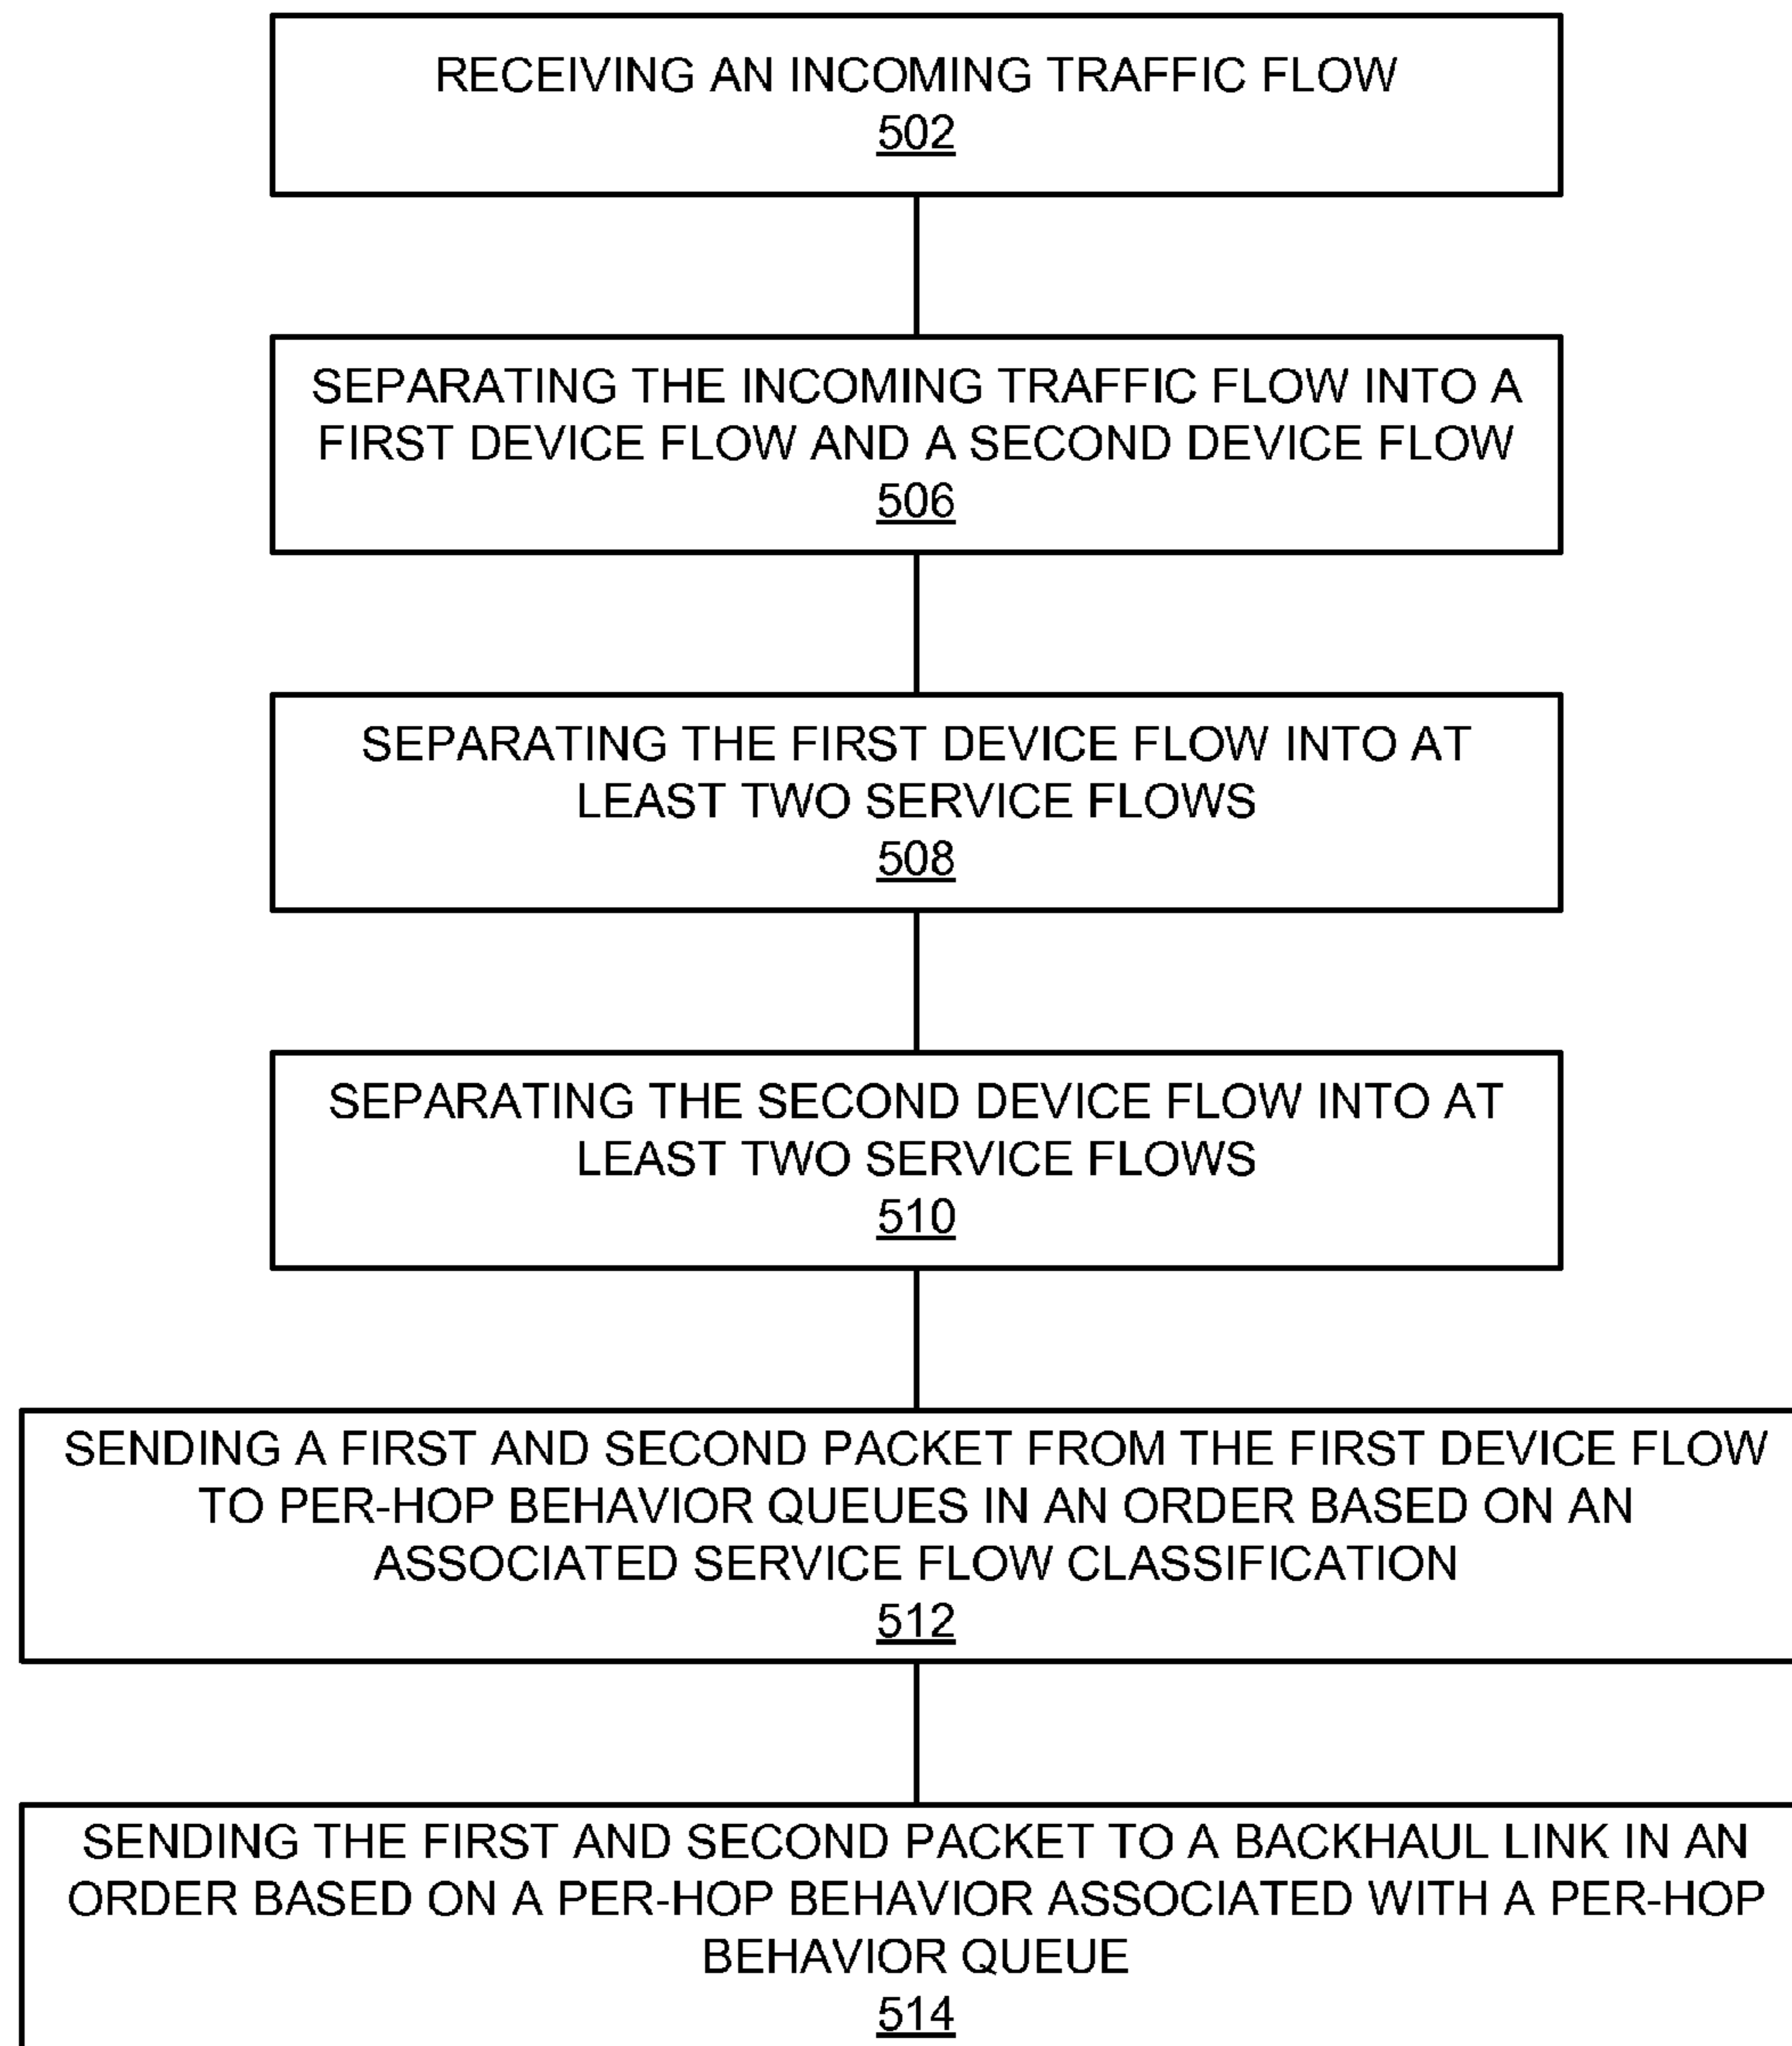 RECEIVING AN INCOMING TRAFFIC FLOW
502
SEPARATING THE INCOMING TRAFFIC FLOW INTO A
FIRST DEVICE FLOW AND A SECOND DEVICE FLOW
506
SEPARATING THE FIRST DEVICE FLOW INTO AT
LEAST TWO SERVICE FLOWS
508
SEPARATING THE SECOND DEVICE FLOW INTO AT
LEAST TWO SERVICE FLOWS
510
SENDING A FIRST AND SECOND PACKET FROM THE FIRST DEVICE FLOW
TO PER-HOP BEHAVIOR QUEUES IN AN ORDER BASED ON AN
ASSOCIATED SERVICE FLOW CLASSIFICATION
512
SENDING THE FIRST AND SECOND PACKET TO A BACKHAUL LINK IN AN
ORDER BASED ON A PER-HOP BEHAVIOR ASSOCIATED WITH A PER-HOP
BEHAVIOR QUEUE
514